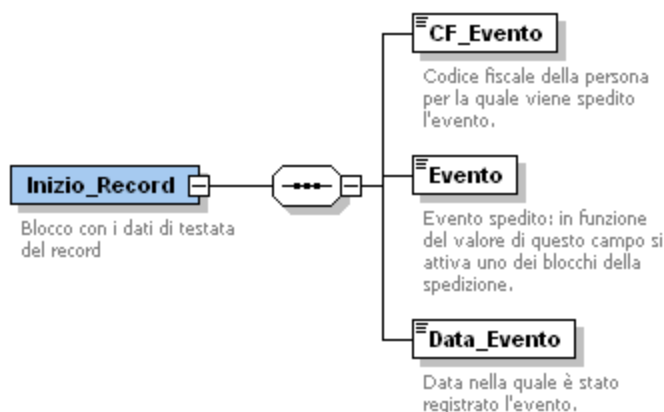 CF_Evento
Codice fiscale della persona
per la quale viene spedito
l'evento.
Inizio_Record
Blocco con i dati di testata
del record
Evento
Evento spedito: in funzione
del valore di questo campo si
attiva uno dei blocchi della
spedizione.
Data_Evento
Data nella quale è stato
registrato l'evento.